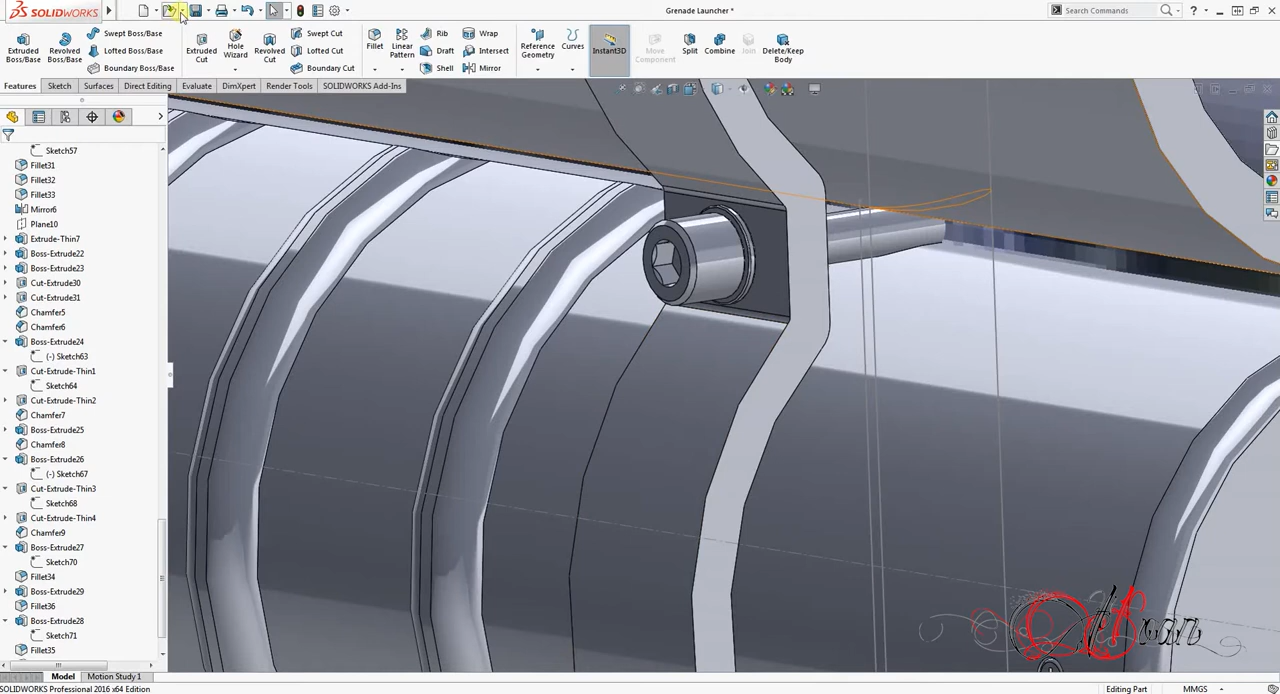 SOLIDWORKS
Grenade Launcher *
Search Commands
Extruded Boss/Base
Revolved Boss/Base
Swept Boss/Base
Lofted Boss/Base
Boundary Boss/Base
Extruded Cut
Hole Wizard
Revolved Cut
Swept Cut
Lofted Cut
Boundary Cut
Fillet
Linear Pattern
Rib
Draft
Shell
Wrap
Intersect
Mirror
Reference Geometry
Curves
Instant3D
Move Component
Split
Combine
Join
Delete/Keep Body
Features
Sketch
Surfaces
Direct Editing
Evaluate
DimXpert
Render Tools
SOLIDWORKS Add-Ins
Sketch57
Fillet31
Fillet32
Fillet33
Mirror6
Plane10
Extrude-Thin7
Boss-Extrude22
Boss-Extrude23
Cut-Extrude30
Cut-Extrude31
Chamfer5
Chamfer6
Boss-Extrude24
(-) Sketch63
Cut-Extrude-Thin1
Sketch64
Cut-Extrude-Thin2
Chamfer7
Boss-Extrude25
Chamfer8
Boss-Extrude26
(-) Sketch67
Cut-Extrude-Thin3
Sketch68
Cut-Extrude-Thin4
Chamfer9
Boss-Extrude27
Sketch70
Fillet34
Boss-Extrude29
Fillet36
Boss-Extrude28
Sketch71
Fillet35
Model
Motion Study 1
SOLIDWORKS Professional 2016 x64 Edition
Editing Part
MMGS